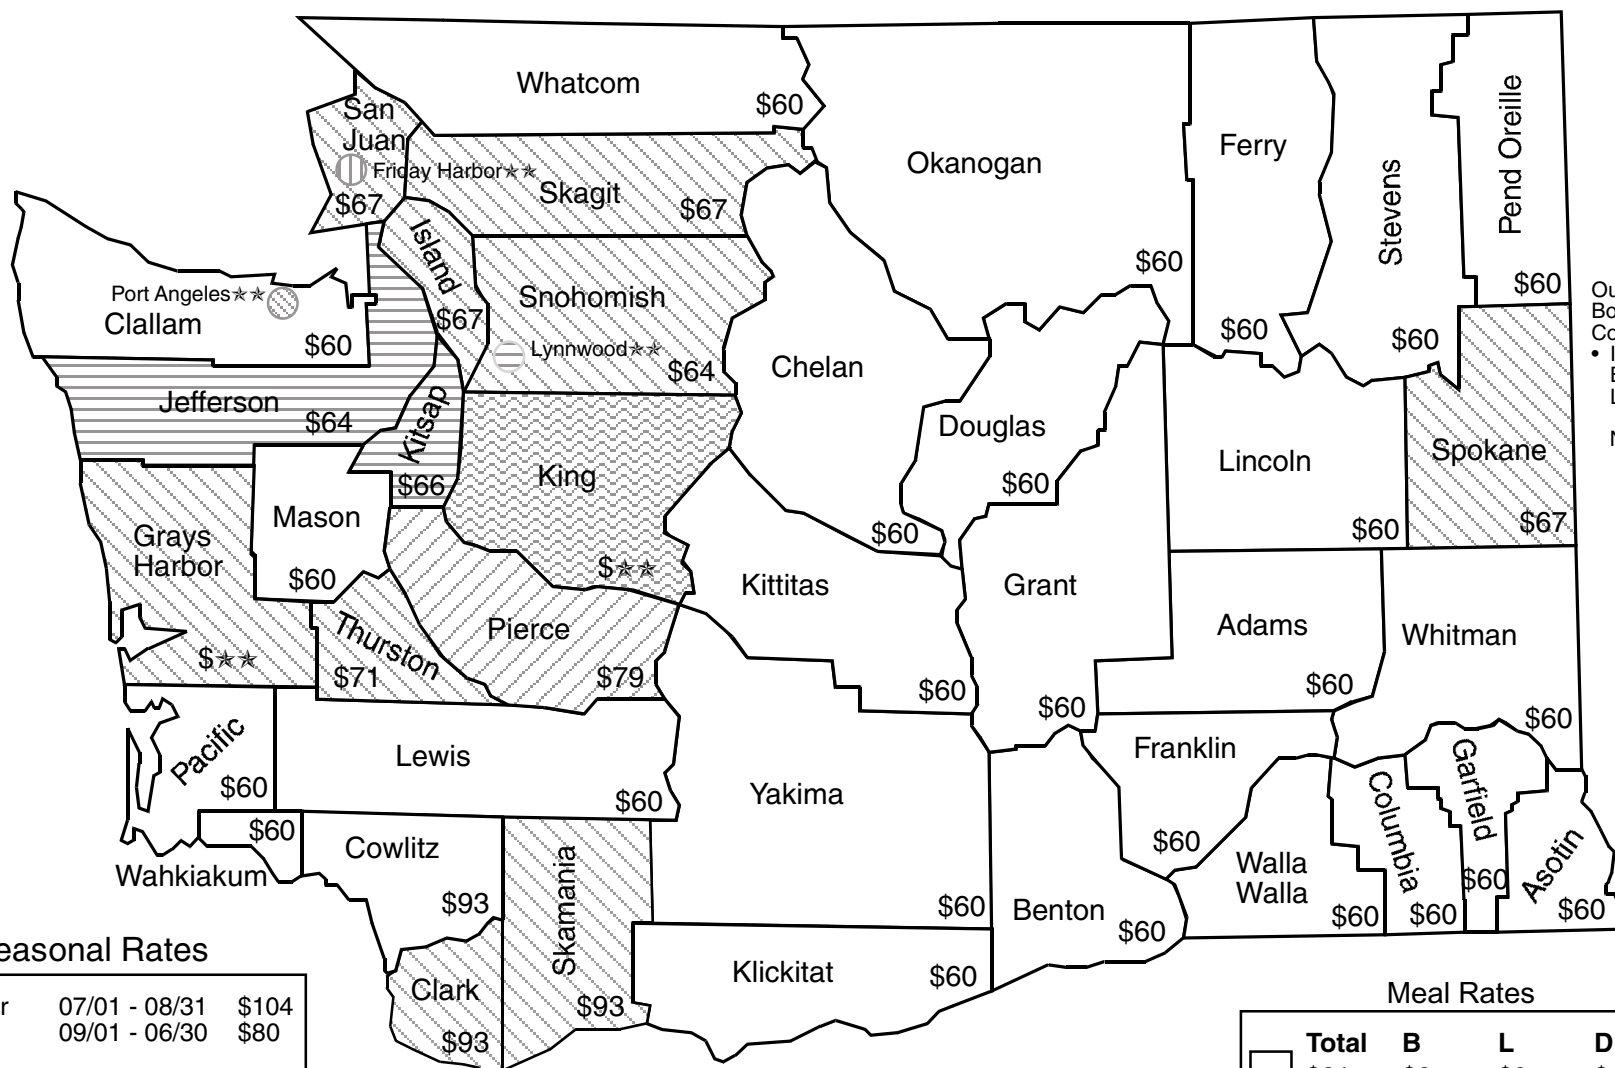 Whatcom
$60
San
Juan
Friday Harbor✭✭
$67
Skagit
$67
Okanogan
$60
Ferry
$60
Stevens
$60
Pend Oreille
$60
Port Angeles✭✭
Clallam
$60
Island
$67
Snohomish
Lynnwood✭✭
$64
Chelan
$60
Douglas
$60
Jefferson
$64
Kitsap
$66
King
$✭✭
Lincoln
$60
Spokane
$67
Grays
Harbor
$✭✭
Mason
$60
Thurston
$71
Pierce
$79
Kittitas
$60
Grant
$60
Adams
$60
Whitman
$60
Pacific
$60
Lewis
$60
Yakima
$60
Franklin
$60
Wahkiakum
$60
Cowlitz
$93
Skamania
$93
Clark
$93
Klickitat
$60
Benton
$60
Walla
Walla
$60
Columbia
$60
Garfield
$60
Asotin
$60
Ou
Bo
Co
easonal Rates
r 07/01 - 08/31 $104
09/01 - 06/30 $80
Meal Rates
Total B L D